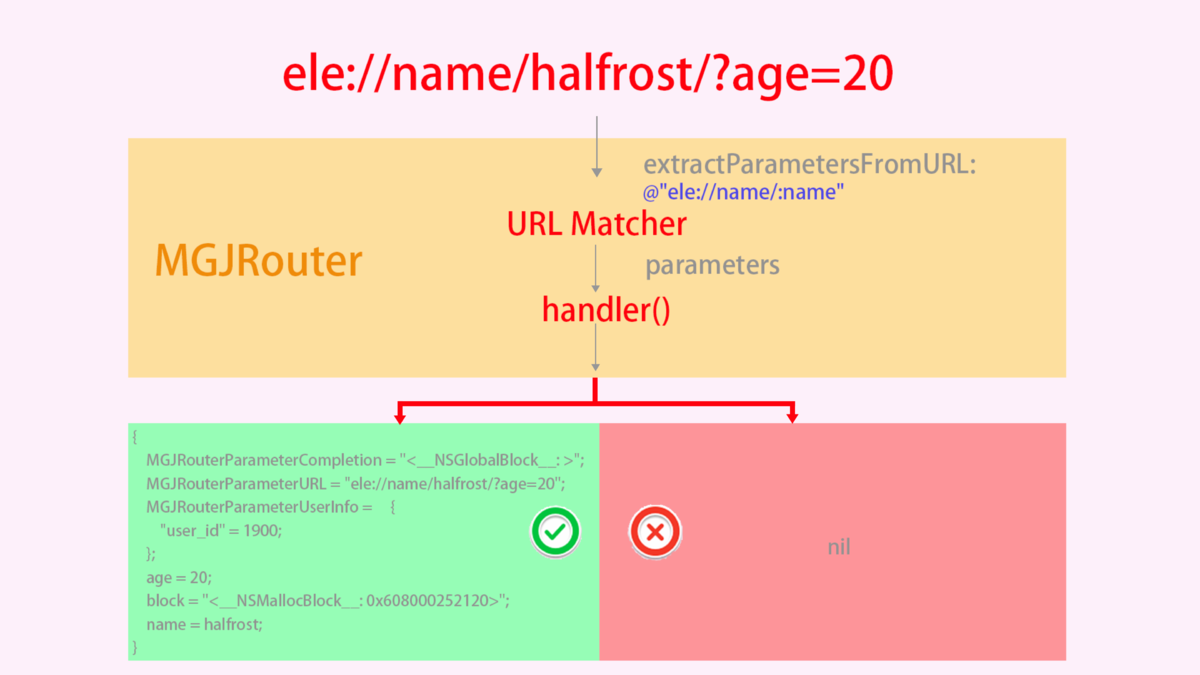 ele://name/halfrost/?age=20
extractParametersFromURL:
@"ele://name/:name"
URL Matcher
MGJRouter
parameters
handler()
{
MGJRouterParameterCompletion = "<__NSGlobalBlock__: >";
MGJRouterParameterURL = "ele://name/halfrost/?age=20";
MGJRouterParameterUserInfo = {
"user_id" = 1900;
};
age = 20;
block = "<__NSMallocBlock__: 0x608000252120>";
name = halfrost;
}
nil